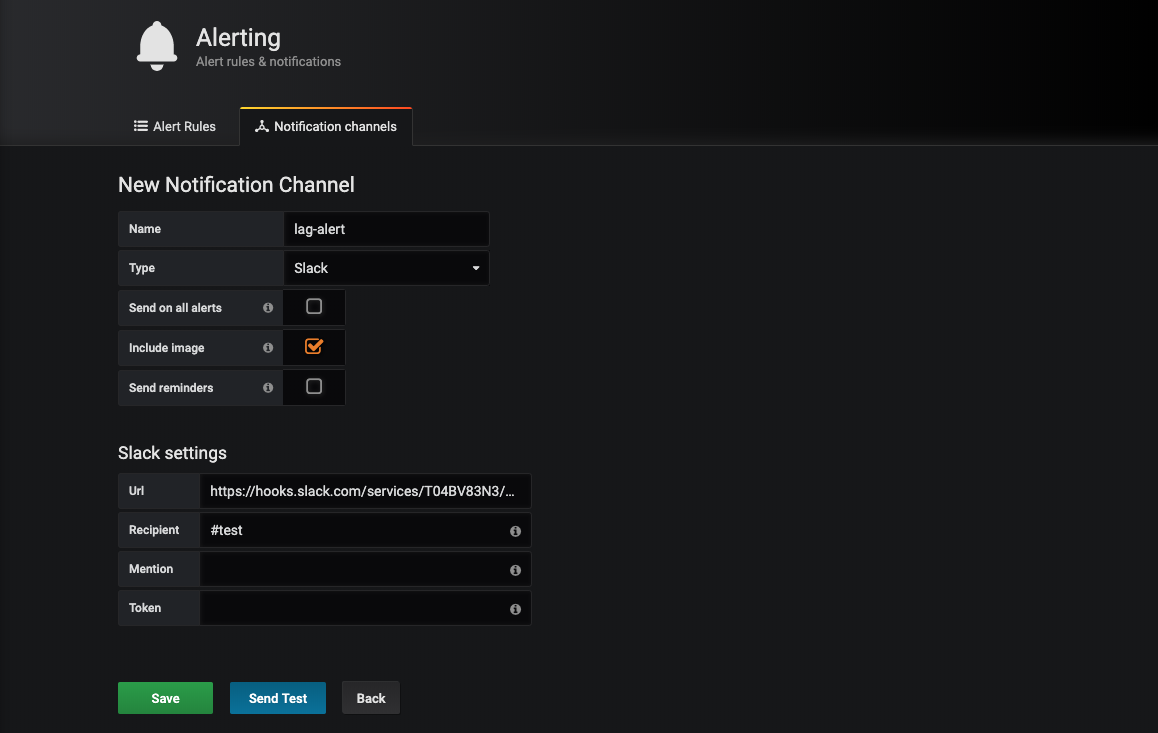 Alerting
Alert rules & notifications
Alert Rules
Notification channels
New Notification Channel
Name lag-alert
Type Slack
Send on all alerts
Include image
Send reminders
Slack settings
Url https://hooks.slack.com/services/T04BV83N3/...
Recipient #test
Mention
Token
Save Send Test Back